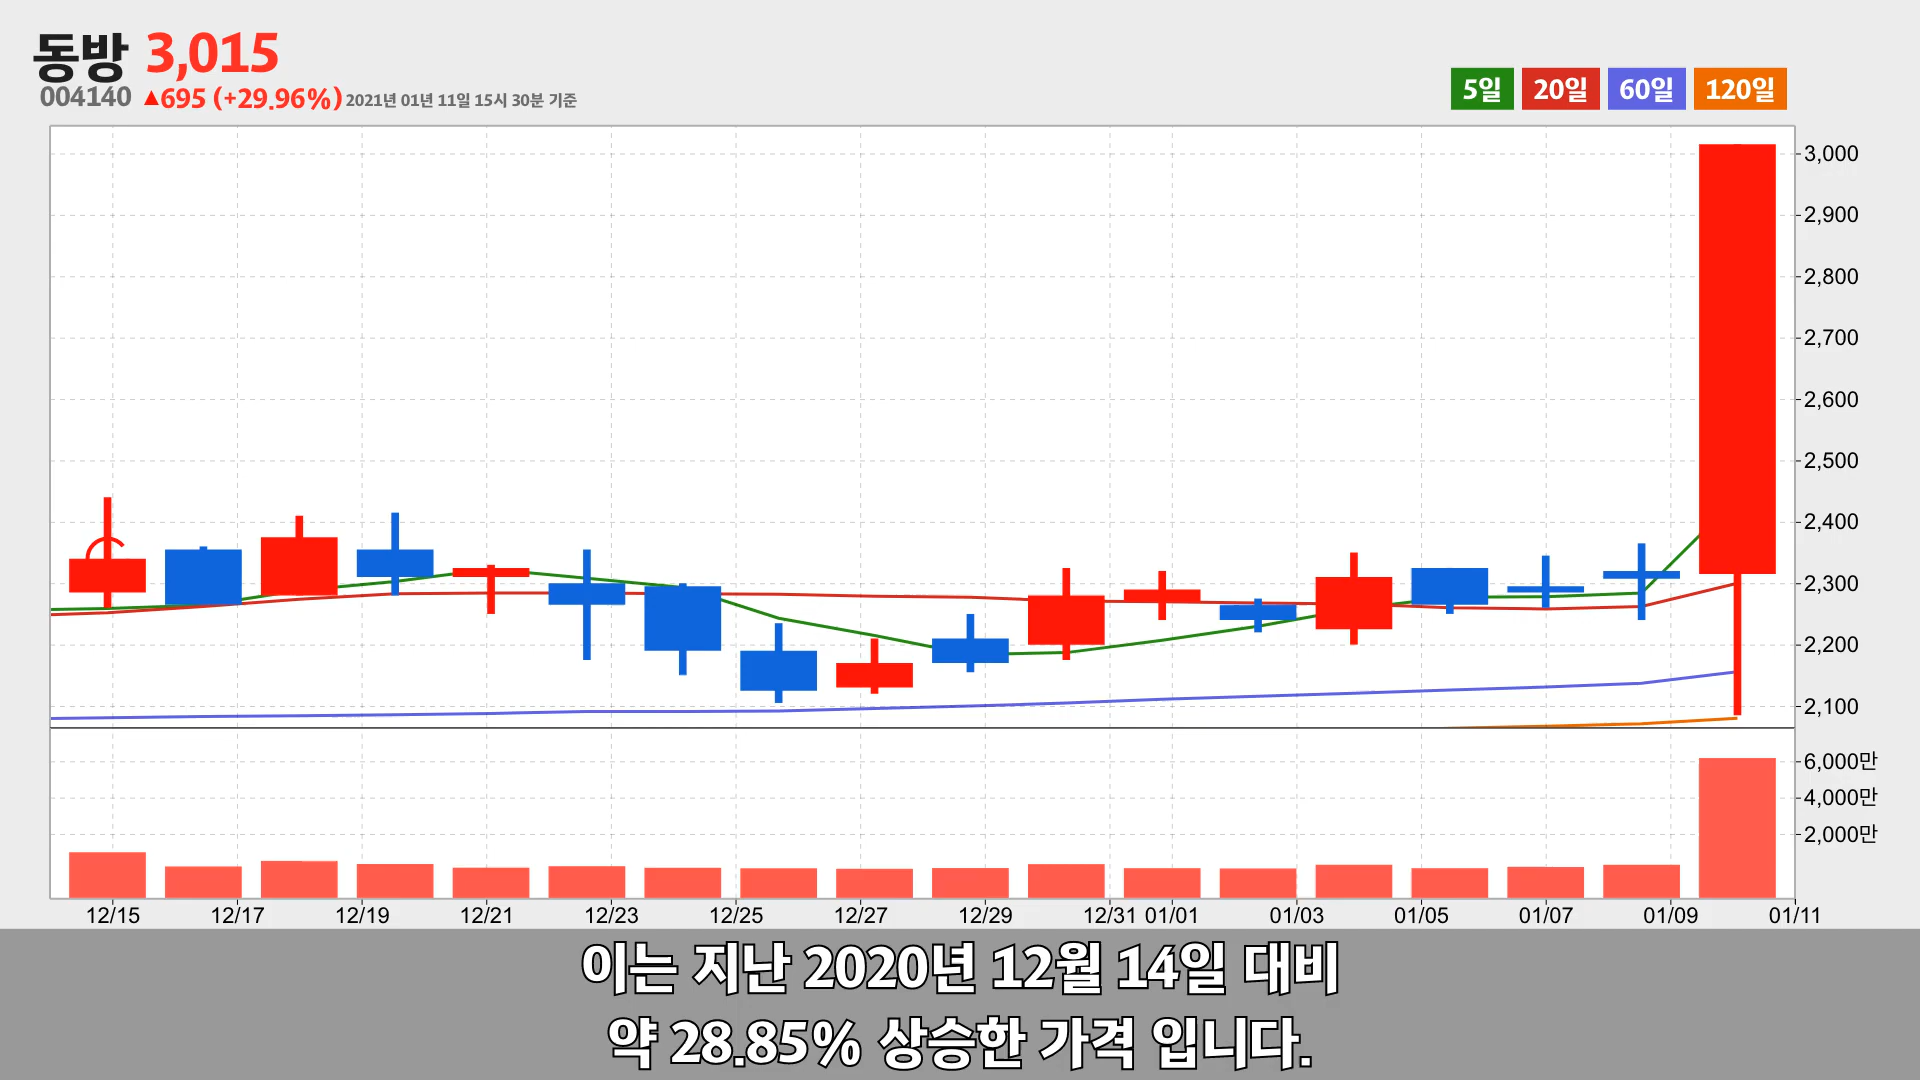 동방 3,015
004140 ▲695 (+29.96%) 2021년 01년 11일 15시 30분 기준
5일 20일 60일 120일
3,000
2,900
2,800
2,700
2,600
2,500
2,400
2,300
2,200
2,100
6,000만
4,000만
2,000만
12/15 12/17 12/19 12/21 12/23 12/25 12/27 12/29 12/31 01/01 01/03 01/05 01/07 01/09 01/11
이는 지난 2020년 12월 14일 대비
약 28.85% 상승한 가격 입니다.